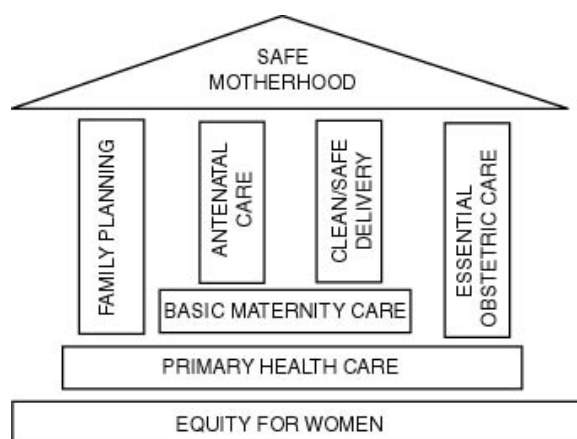 SAFE
MOTHERHOOD
FAMILY PLANNING
ANTENATAL
CARE
CLEAN/SAFE
DELIVERY
ESSENTIAL
OBSTETRIC CARE
BASIC MATERNITY CARE
PRIMARY HEALTH CARE
EQUITY FOR WOMEN